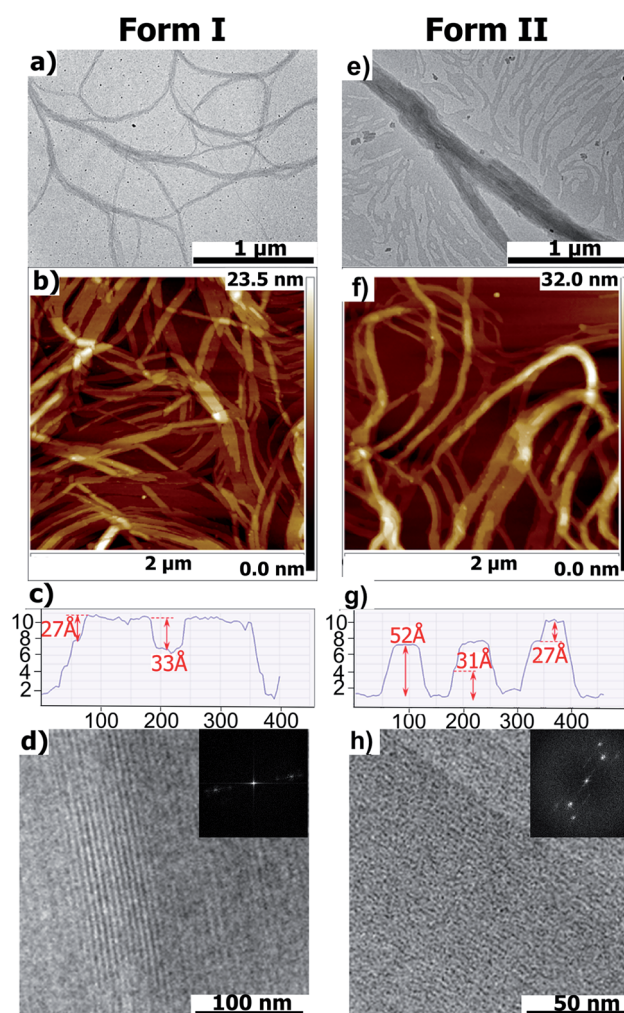 Form I
Form II
a)
1 μm
e)
1 μm
b)
23.5 nm
2 μm
0.0 nm
f)
32.0 nm
2 μm
0.0 nm
c)
10
8
6
4
2
27Å
33Å
100 200 300 400
g)
10
8
6
4
2
52Å
31Å
27Å
100 200 300 400
d)
100 nm
h)
50 nm